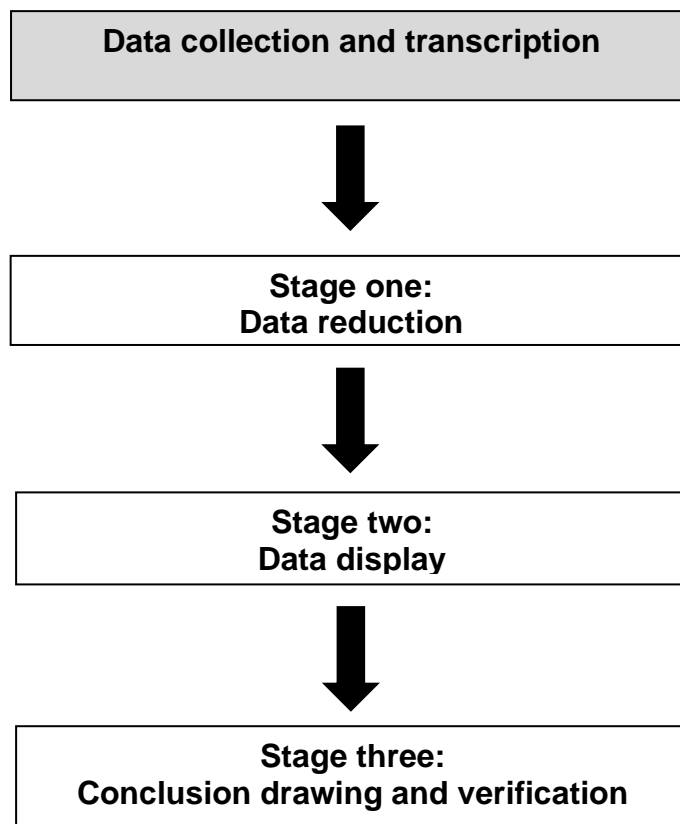 Data collection and transcription
Stage one:
Data reduction
Stage two:
Data display
Stage three:
Conclusion drawing and verification